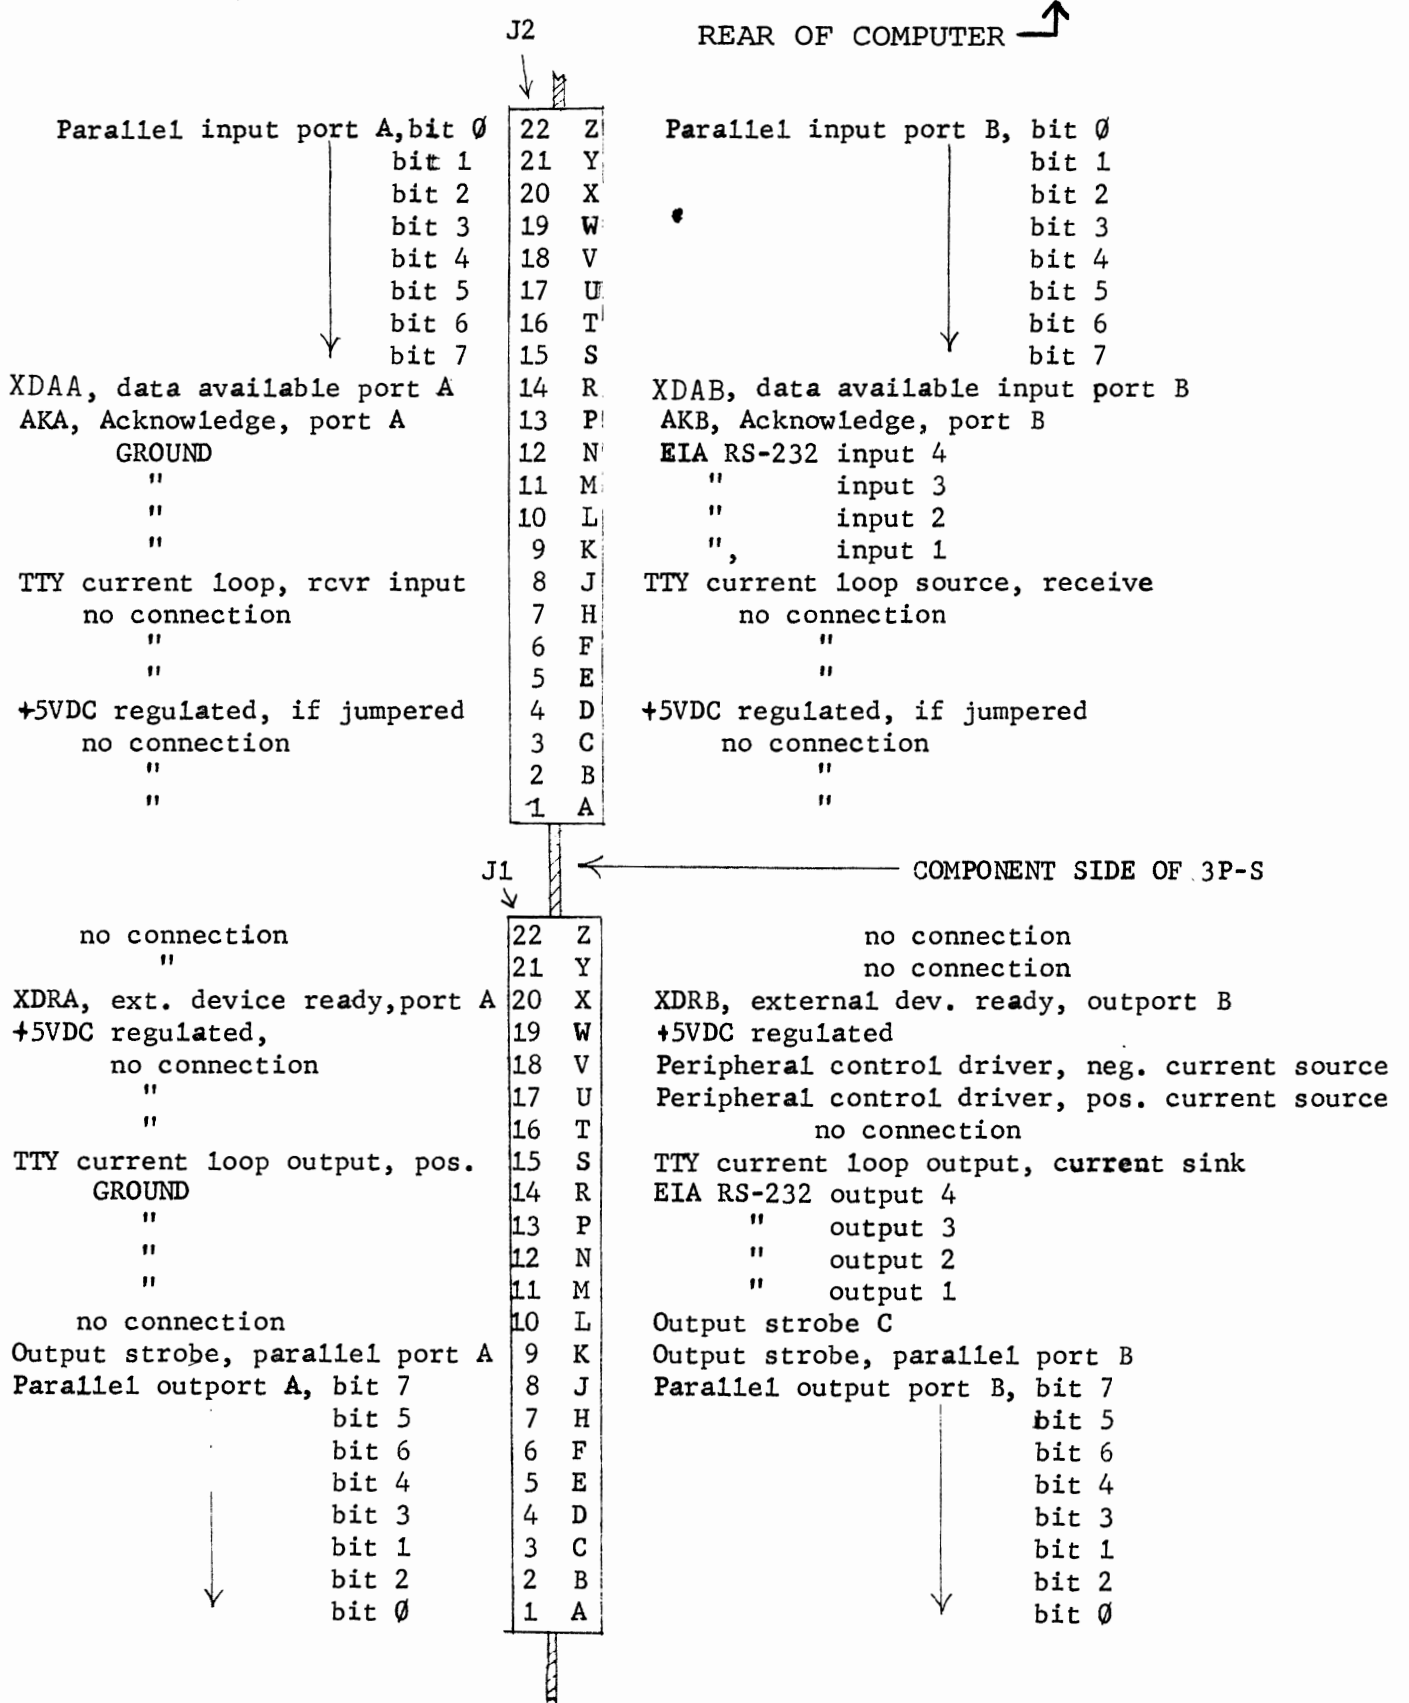 J2 REAR OF COMPUTER
Parallel input port A,bit Ø 22 Z Parallel input port B, bit Ø
bit 1 21 Y bit 1
bit 2 20 X bit 2
bit 3 19 W bit 3
bit 4 18 V bit 4
bit 5 17 U bit 5
bit 6 16 T bit 6
bit 7 15 S bit 7
XDAA, data available port A 14 R XDAB, data available input port B
AKA, Acknowledge, port A 13 P AKB, Acknowledge, port B
GROUND 12 N EIA RS-232 input 4
" 11 M " input 3
" 10 L " input 2
" 9 K ", input 1
TTY current loop, rcvr input 8 J TTY current loop source, receive
no connection 7 H no connection
" 6 F "
" 5 E "
+5VDC regulated, if jumpered 4 D +5VDC regulated, if jumpered
no connection 3 C no connection
" 2 B "
" 1 A "
J1 COMPONENT SIDE OF 3P-S
no connection 22 Z no connection
" 21 Y no connection
XDRA, ext. device ready,port A 20 X XDRB, external dev. ready, outport B
+5VDC regulated, 19 W +5VDC regulated
no connection 18 V Peripheral control driver, neg. current source
" 17 U Peripheral control driver, pos. current source
" 16 T no connection
TTY current loop output, pos. 15 S TTY current loop output, current sink
GROUND 14 R EIA RS-232 output 4
" 13 P " output 3
" 12 N " output 2
" 11 M " output 1
no connection 10 L Output strobe C
Output strobe, parallel port A 9 K Output strobe, parallel port B
Parallel outport A, bit 7 8 J Parallel output port B, bit 7
bit 5 7 H bit 5
bit 6 6 F bit 6
bit 4 5 E bit 4
bit 3 4 D bit 3
bit 1 3 C bit 1
bit 2 2 B bit 2
bit Ø 1 A bit Ø